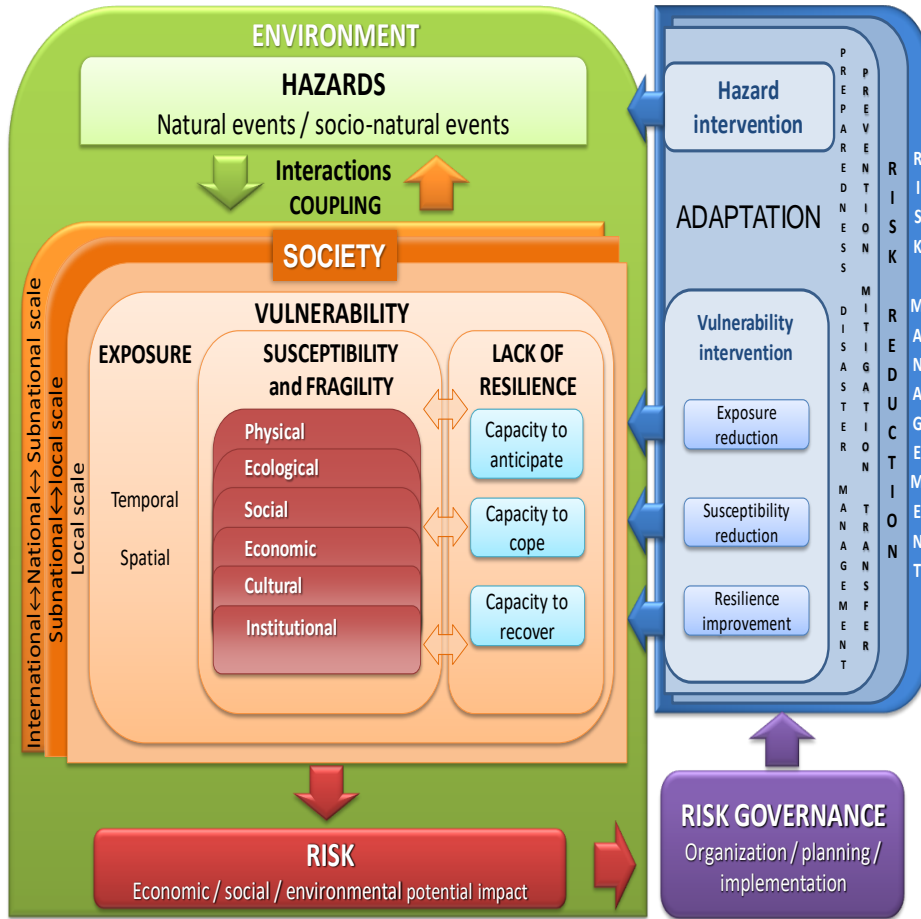 ENVIRONMENT
HAZARDS
Natural events / socio-natural events
Interactions
COUPLING
SOCIETY
International↔National↔ Subnational scale
Subnational↔local scale
Local scale
VULNERABILITY
EXPOSURE
Temporal
Spatial
SUSCEPTIBILITY
and FRAGILITY
Physical
Ecological
Social
Economic
Cultural
Institutional
LACK OF
RESILIENCE
Capacity to
anticipate
Capacity to
cope
Capacity to
recover
RISK
Economic / social / environmental potential impact
Hazard
intervention
ADAPTATION
Vulnerability
intervention
Exposure
reduction
Susceptibility
reduction
Resilience
improvement
PREPAREDNESS DISASTER MANAGEMENT
PREVENTION MITIGATION TRANSFER
RISK REDUCTION
RISK MANAGEMENT
RISK GOVERNANCE
Organization / planning /
implementation